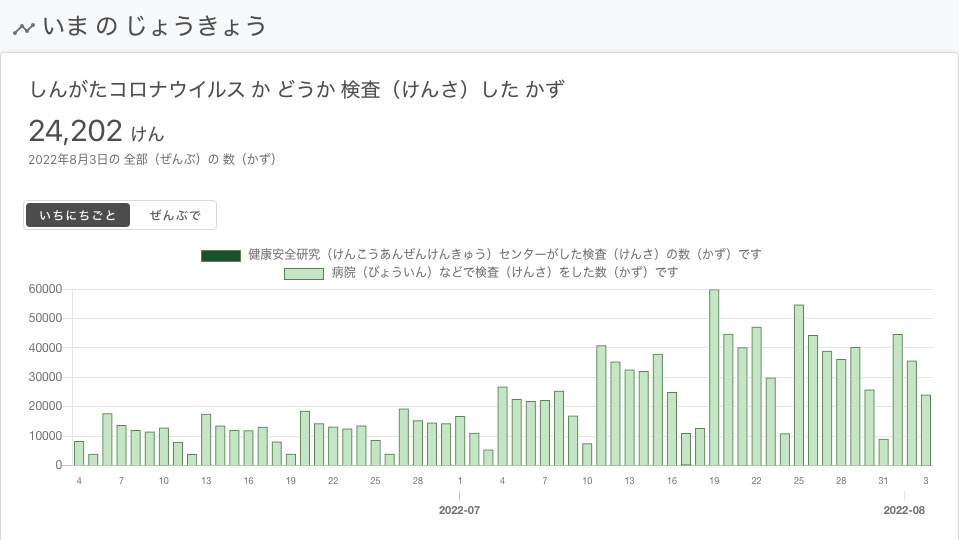 いま の じょうきょう
しんがたコロナウイルス か どうか 検査（けんさ）した かず
24,202 けん
2022年8月3日の 全部（ぜんぶ）の 数（かず）
いちにちごと ぜんぶで
健康安全研究（けんこうあんぜんけんきゅう）センターがした検査（けんさ）の数（かず）です
病院（びょういん）などで検査（けんさ）をした数（かず）です
60000
50000
40000
30000
20000
10000
0
4 7 10 13 16 19 22 25 28 1 4 7 10 13 16 19 22 25 28 31 3
2022-07 2022-08